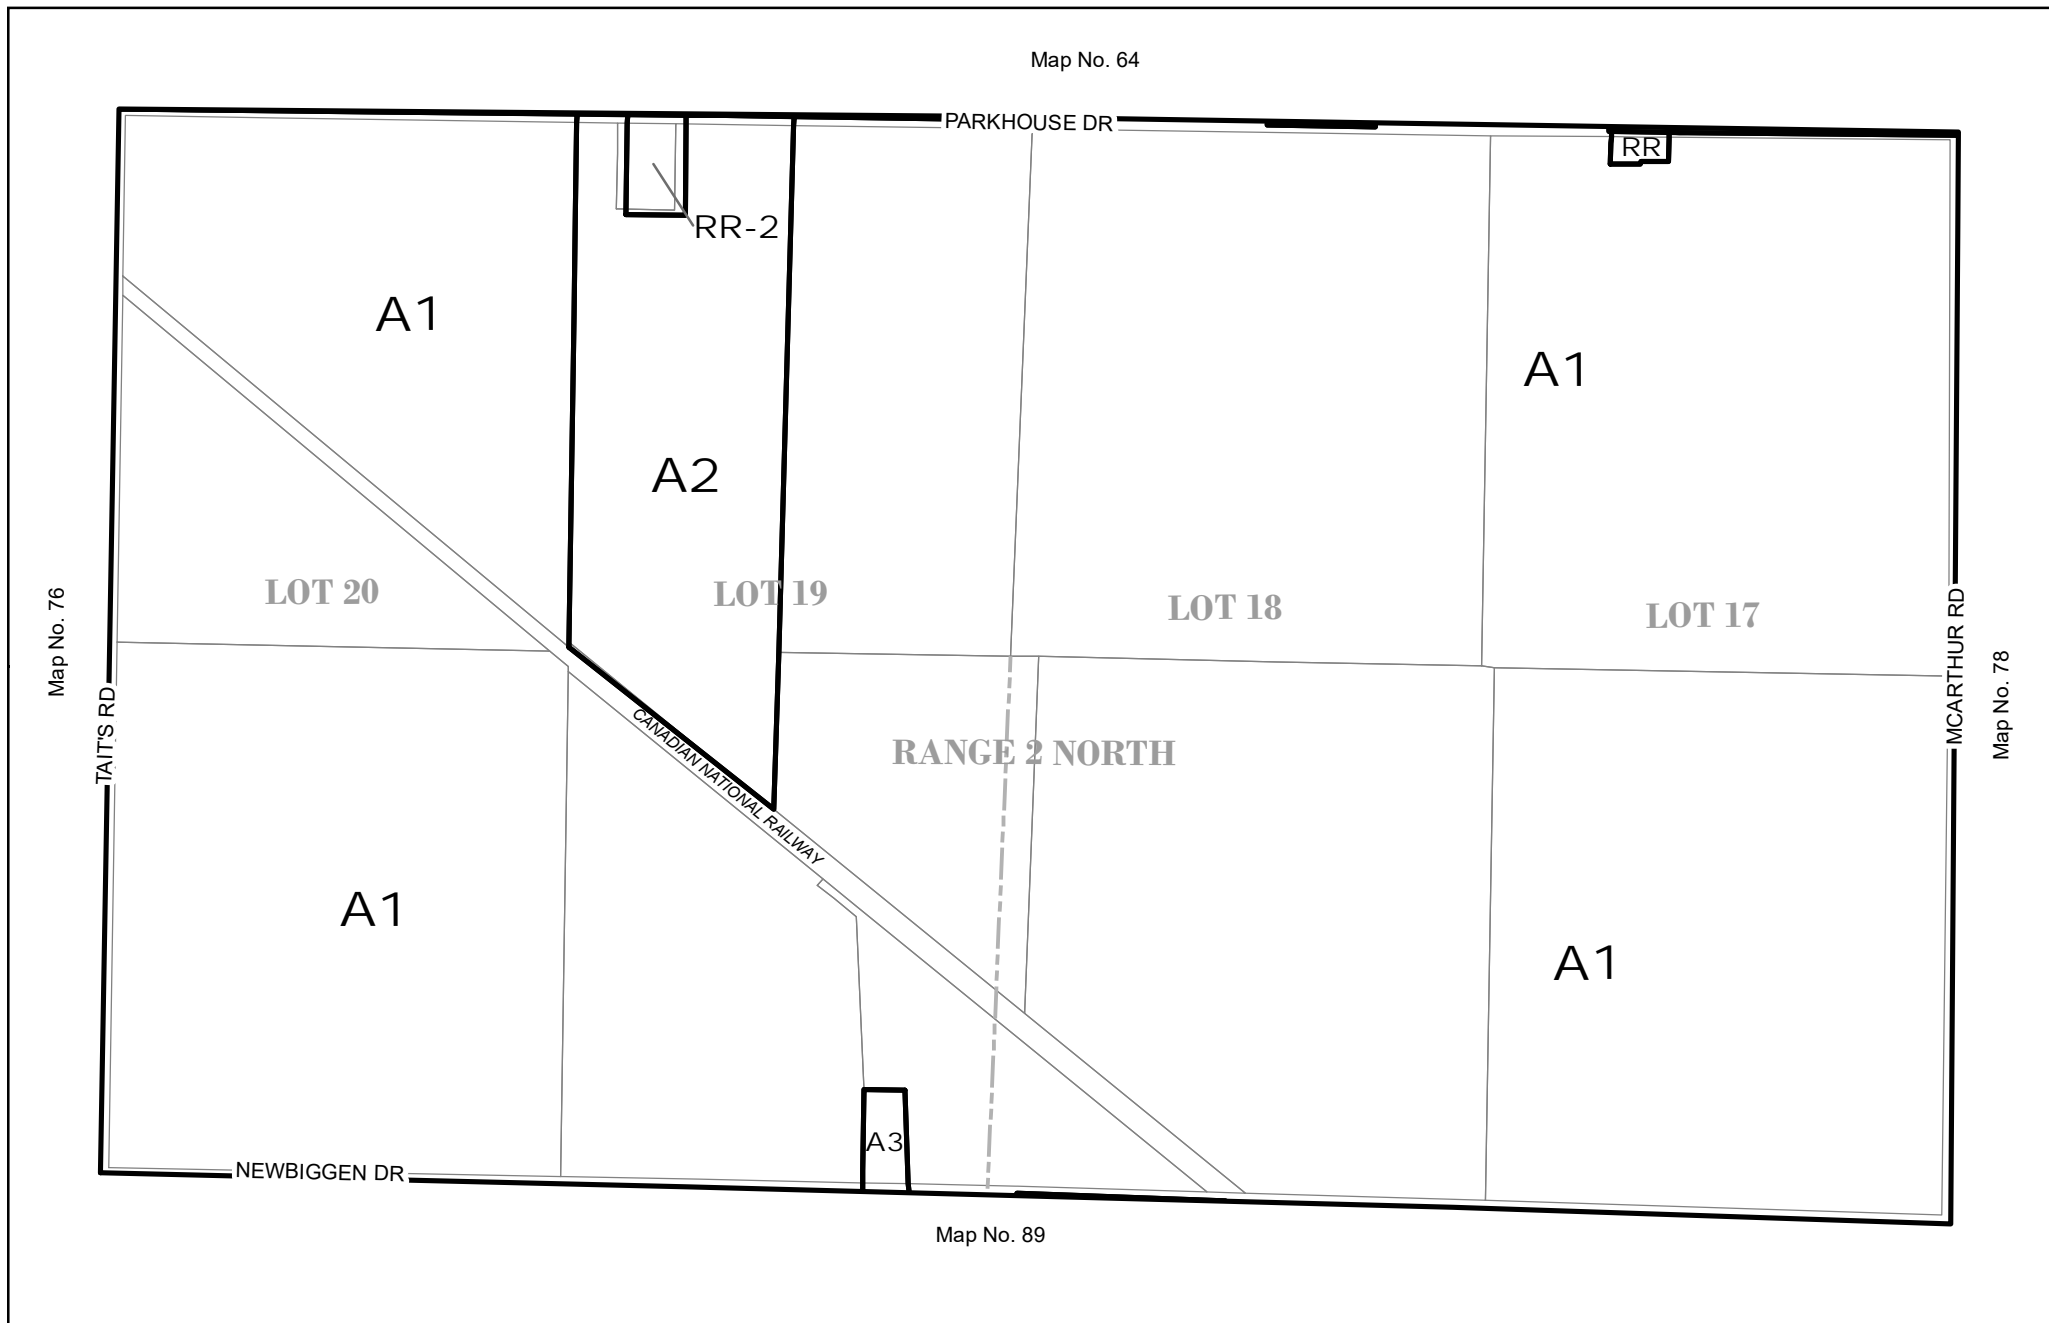 Map No. 64
PARKHOUSE DR
RR
RR-2
A1
A1
A2
LOT 20
LOT 19
LOT 18
LOT 17
Map No. 76
TAIT'S RD
MCARTHUR RD
Map No. 78
CANADIAN NATIONAL RAILWAY
RANGE 2 NORTH
A1
A1
A3
NEWBIGGEN DR
Map No. 89